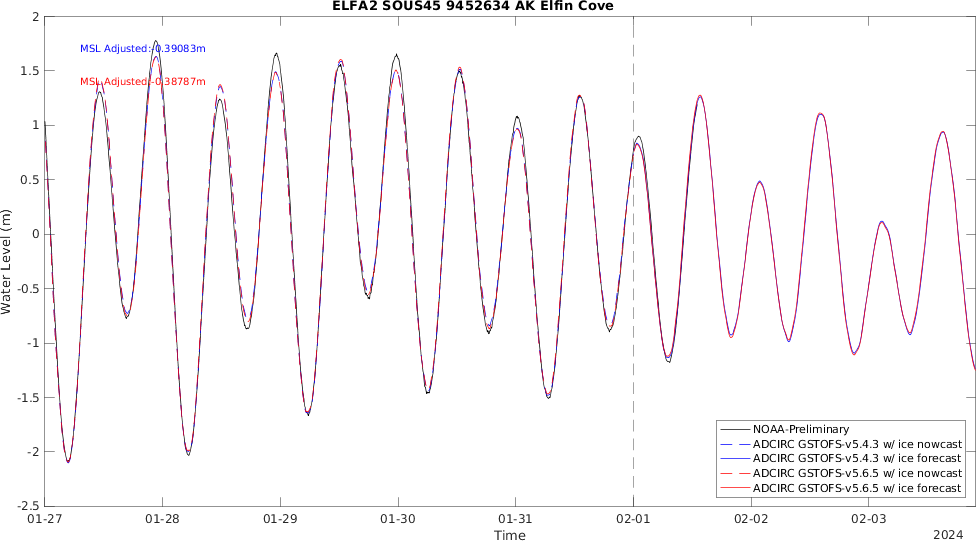 ELFA2 SOUS45 9452634 AK Elfin Cove
2
1.5
1
0.5
0
-0.5
-1
-1.5
-2
-2.5
Water Level (m)
MSL Adjusted:-0.39083m
MSL Adjusted:-0.38787m
NOAA-Preliminary
ADCIRC GSTOFS-v5.4.3 w/ ice nowcast
ADCIRC GSTOFS-v5.4.3 w/ ice forecast
ADCIRC GSTOFS-v5.6.5 w/ ice nowcast
ADCIRC GSTOFS-v5.6.5 w/ ice forecast
01-27 01-28 01-29 01-30 01-31 02-01 02-02 02-03
Time
2024